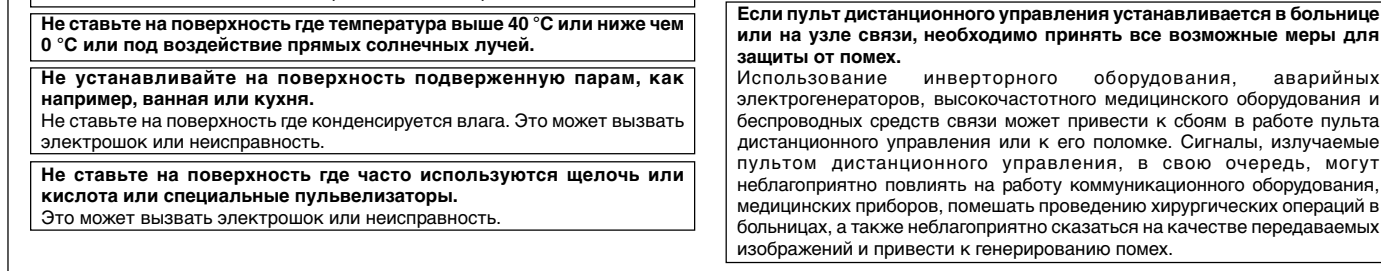 Не ставьте на поверхность где температура выше 40 °C или ниже чем
0 °C или под воздействие прямых солнечных лучей.
Не устанавливайте на поверхность подверженную парам, как
например, ванная или кухня.
Не ставьте на поверхность где конденсируется влага. Это может вызвать
электрошок или неисправность.
Не ставьте на поверхность где часто используются щелочь или
кислота или специальные пульвелизаторы.
Это может вызвать электрошок или неисправность.
Если пульт дистанционного управления устанавливается в больнице
или на узле связи, необходимо принять все возможные меры для
защиты от помех.
Использование инверторного оборудования, аварийных
электрогенераторов, высокочастотного медицинского оборудования и
беспроводных средств связи может привести к сбоям в работе пульта
дистанционного управления или к его поломке. Сигналы, излучаемые
пультом дистанционного управления, в свою очередь, могут
неблагоприятно повлиять на работу коммуникационного оборудования,
медицинских приборов, помешать проведению хирургических операций в
больницах, а также неблагоприятно сказаться на качестве передаваемых
изображений и привести к генерированию помех.